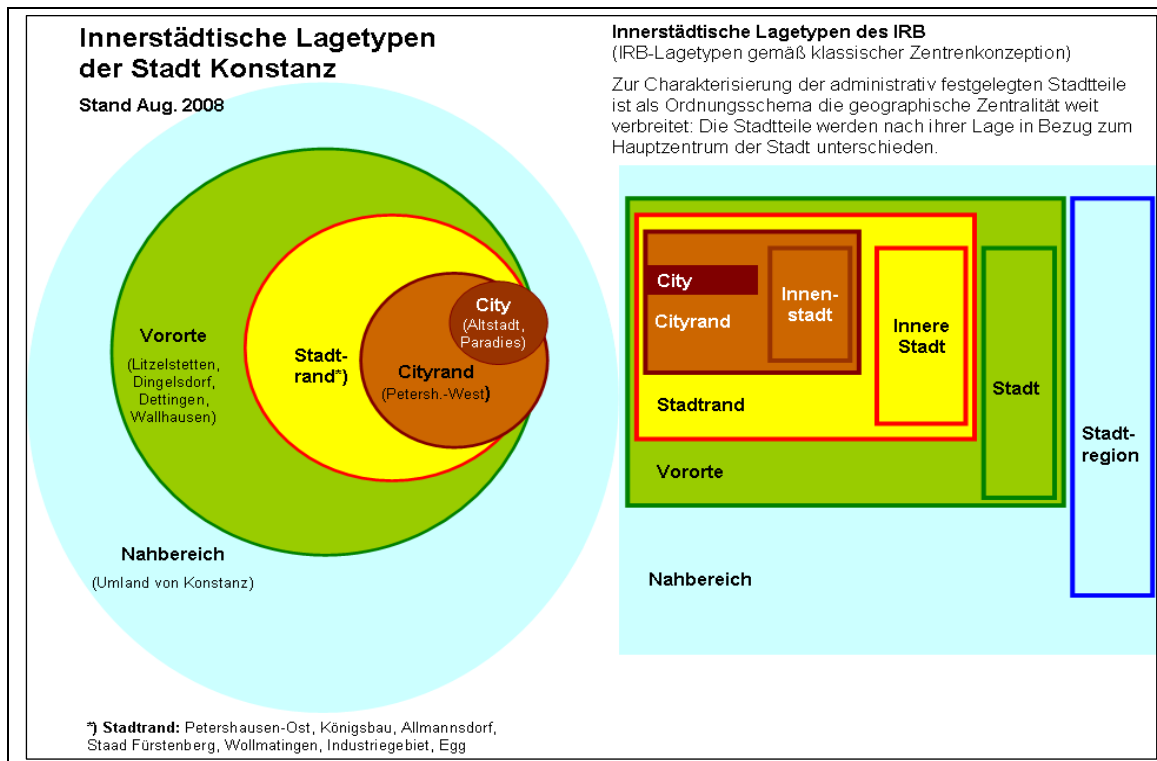 Innerstädtische Lagetypen
der Stadt Konstanz
Stand Aug. 2008
City
(Altstadt,
Paradies)
Vororte
(Litzelstetten,
Dingelsdorf,
Dettingen,
Wallhausen)
Stadt-
rand*)
Cityrand
(Petersh.-West)
Nahbereich
(Umland von Konstanz)
*) Stadtrand: Petershausen-Ost, Königsbau, Allmannsdorf,
Staad Fürstenberg, Wollmatingen, Industriegebiet, Egg
Innerstädtische Lagetypen des IRB
(IRB-Lagetypen gemäß klassischer Zentrenkonzeption)
Zur Charakterisierung der administrativ festgelegten Stadtteile
ist als Ordnungsschema die geographische Zentralität weit
verbreitet: Die Stadtteile werden nach ihrer Lage in Bezug zum
Hauptzentrum der Stadt unterschieden.
City
Cityrand
Innen-
stadt
Stadtrand
Innere
Stadt
Vororte
Stadt
Nahbereich
Stadt-
region